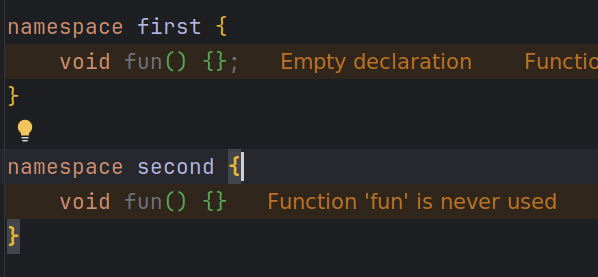 namespace first {
    void fun() {};   Empty declaration   Functio
}
namespace second {
    void fun() {}   Function 'fun' is never used
}